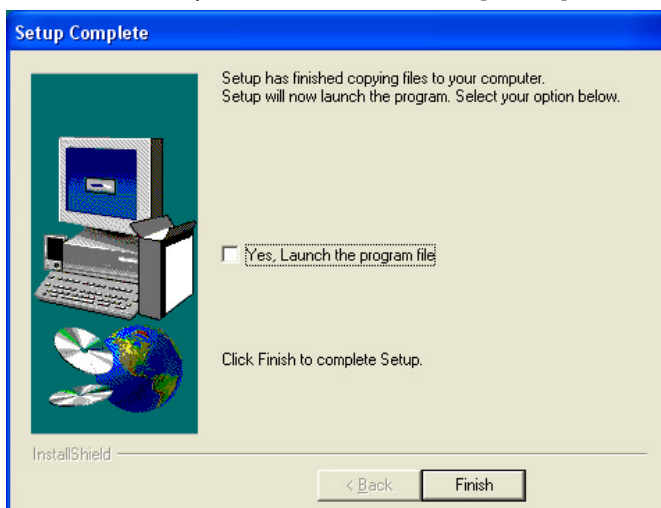 Setup Complete
Setup has finished copying files to your computer.
Setup will now launch the program. Select your option below.
Yes, Launch the program file
Click Finish to complete Setup.
InstallShield
< Back
Finish